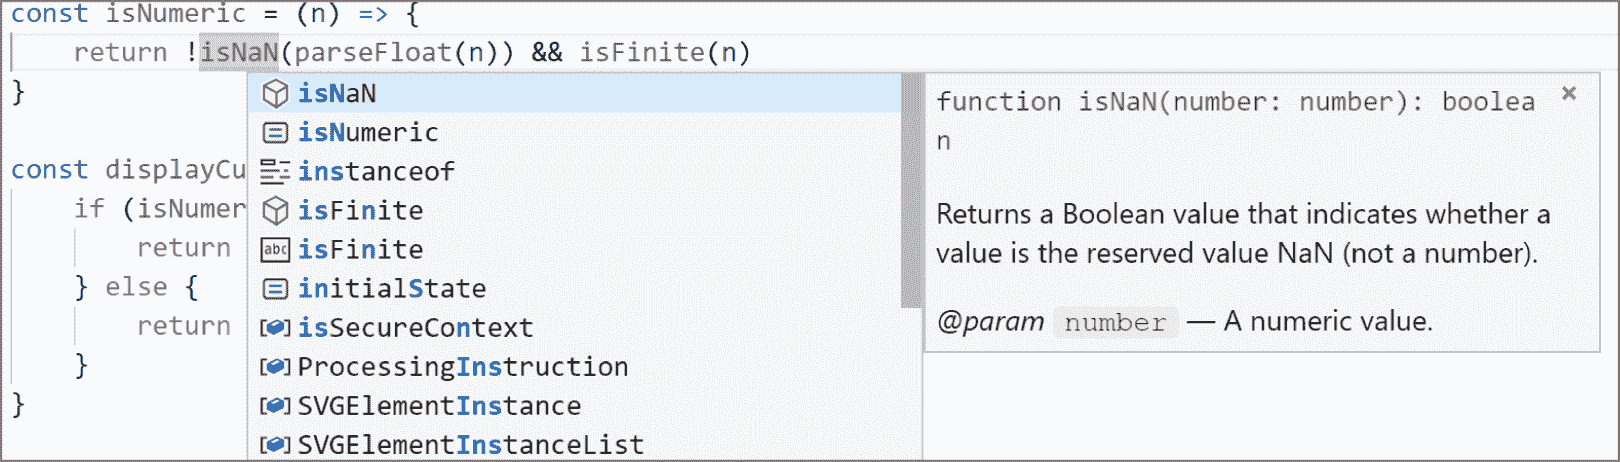 const isNumeric = (n) => {
return !isNaN(parseFloat(n)) && isFinite(n)
}
const displayCu
if (isNumer
return
} else {
return
}
}
isNaN
isNumeric
instanceof
isFinite
abc isFinite
initialState
isSecureContext
ProcessingInstruction
SVGElementInstance
SVGElementInstanceList
function isNaN(number: number): boolea
n
×
Returns a Boolean value that indicates whether a
value is the reserved value NaN (not a number).
@param number — A numeric value.